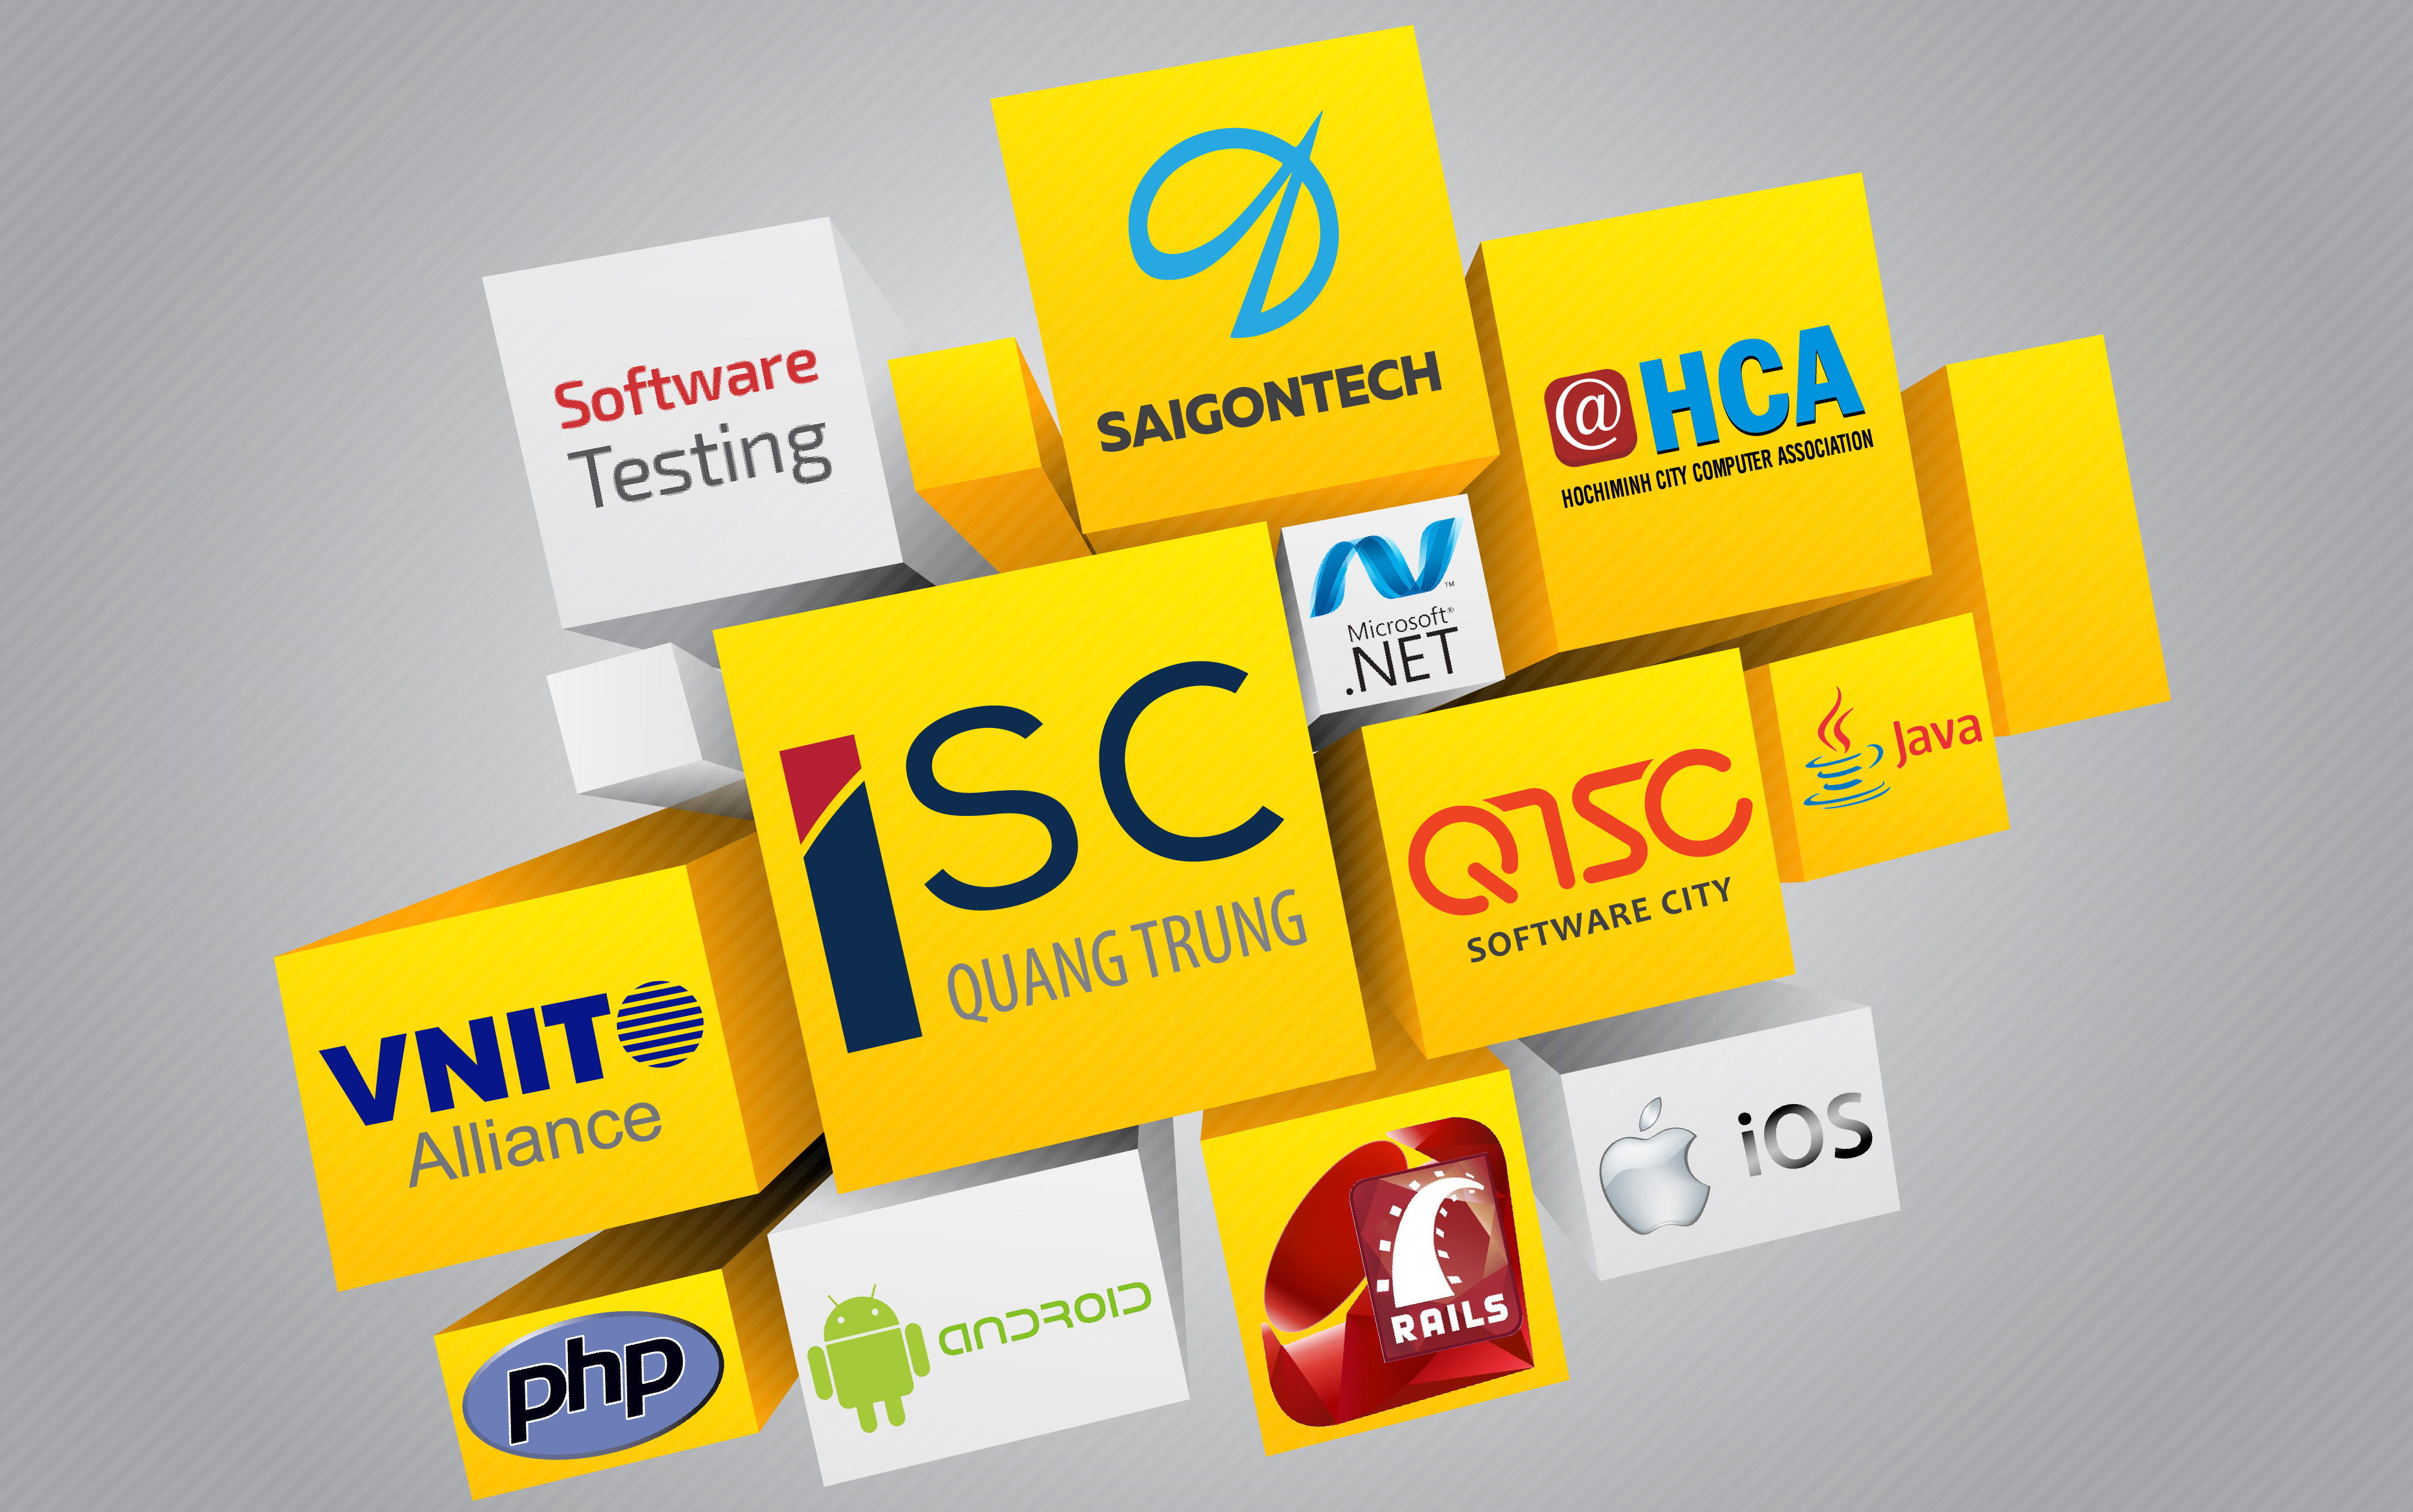 SAIGONTECH
Software
Testing
@HCA
HOCHIMINH CITY COMPUTER ASSOCIATION
Microsoft®
.NET
TM
iSC
QUANG TRUNG
QTSC
SOFTWARE CITY
Java
VNITO
Alliance
iOS
php
ANDROID
RAILS